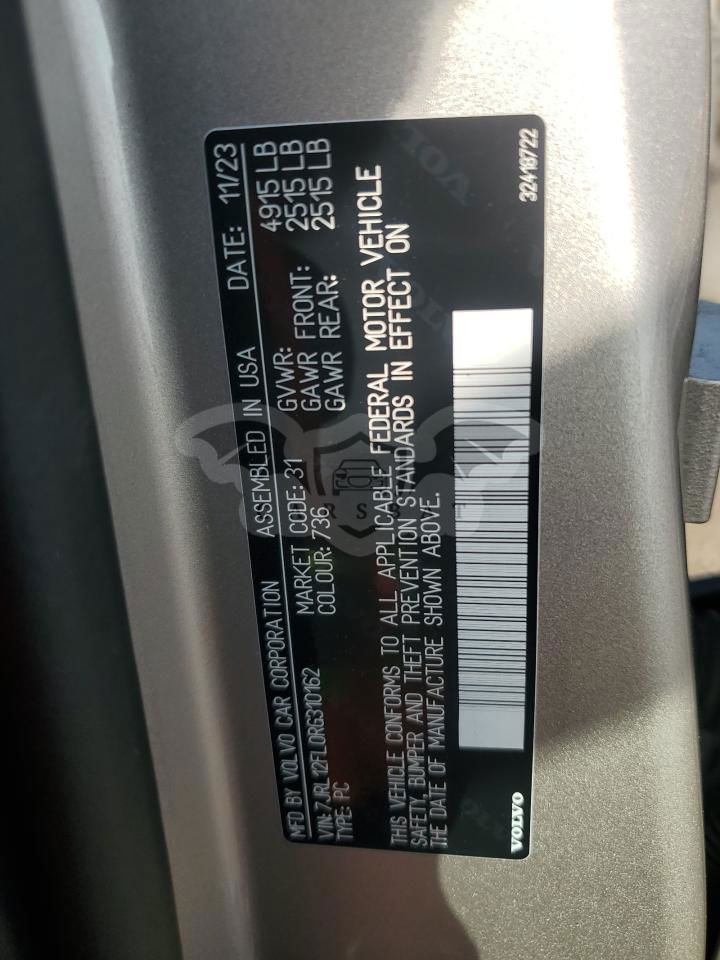 MFD BY VOLVO CAR CORPORATION ASSEMBLED IN USA DATE: 11/23
VIN: 7JRL12FL0RG310162 MARKET CODE: 31 GVWR: 4915 LB
TYPE: PC COLOUR: 736 GAWR FRONT: 2515 LB
GAWR REAR: 2515 LB
THIS VEHICLE CONFORMS TO ALL APPLICABLE FEDERAL MOTOR VEHICLE
SAFETY, BUMPER AND THEFT PREVENTION STANDARDS IN EFFECT ON
THE DATE OF MANUFACTURE SHOWN ABOVE.
VOLVO 32418722